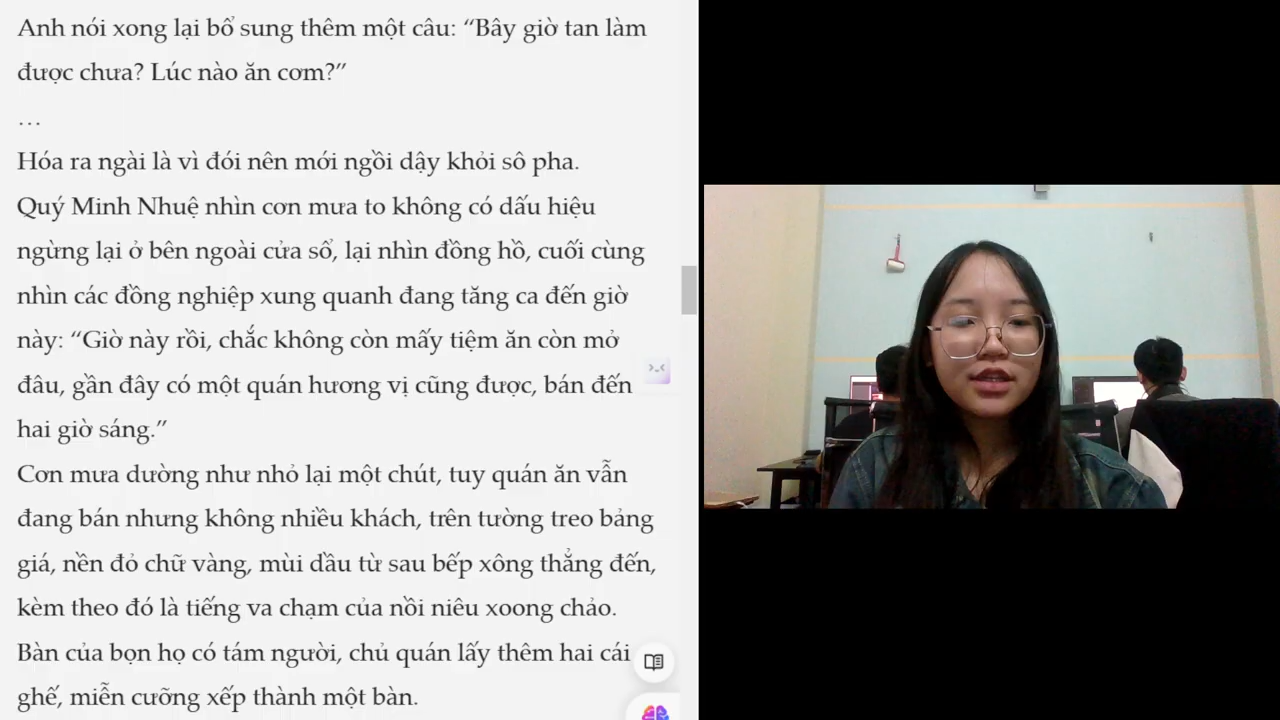 Anh nói xong lại bổ sung thêm một câu: “Bây giờ tan làm
được chưa? Lúc nào ăn cơm?”
…
Hóa ra ngài là vì đói nên mới ngồi dậy khỏi sô pha.
Quý Minh Nhuệ nhìn cơn mưa to không có dấu hiệu
ngừng lại ở bên ngoài cửa sổ, lại nhìn đồng hồ, cuối cùng
nhìn các đồng nghiệp xung quanh đang tăng ca đến giờ
này: “Giờ này rồi, chắc không còn mấy tiệm ăn còn mở
đâu, gần đây có một quán hương vị cũng được, bán đến
hai giờ sáng.”
Cơn mưa dường như nhỏ lại một chút, tuy quán ăn vẫn
đang bán nhưng không nhiều khách, trên tường treo bảng
giá, nền đỏ chữ vàng, mùi dầu từ sau bếp xông thẳng đến,
kèm theo đó là tiếng va chạm của nồi niêu xoong chảo.
Bàn của bọn họ có tám người, chủ quán lấy thêm hai cái
ghế, miễn cưỡng xếp thành một bàn.